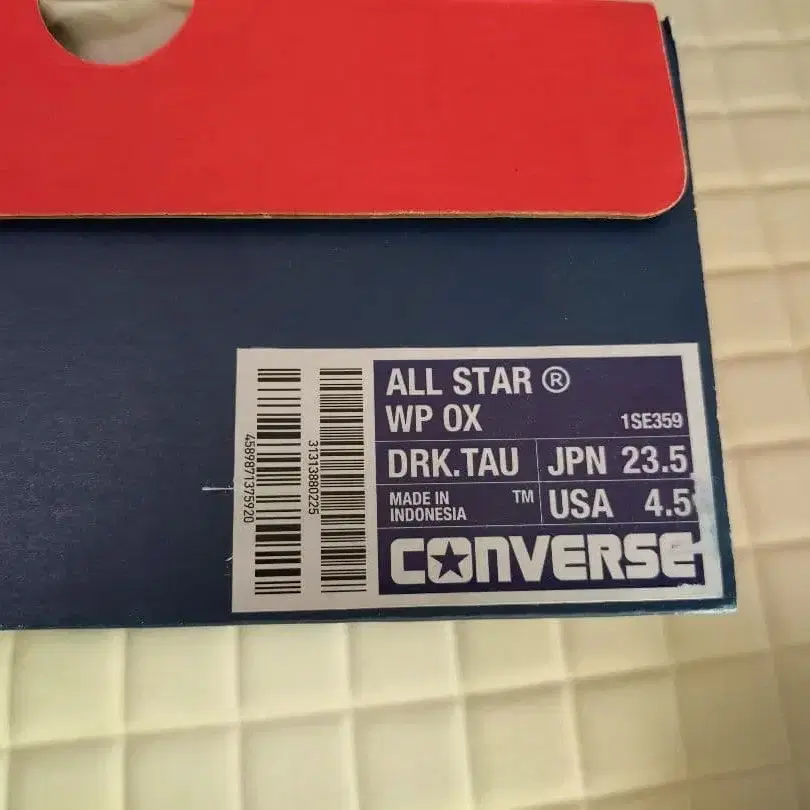 ALL STAR ®
WP OX 1SE359
DRK.TAU JPN 23.5
MADE IN INDONESIA ™ USA 4.5
CONVERSE
4589871375920
31313880225